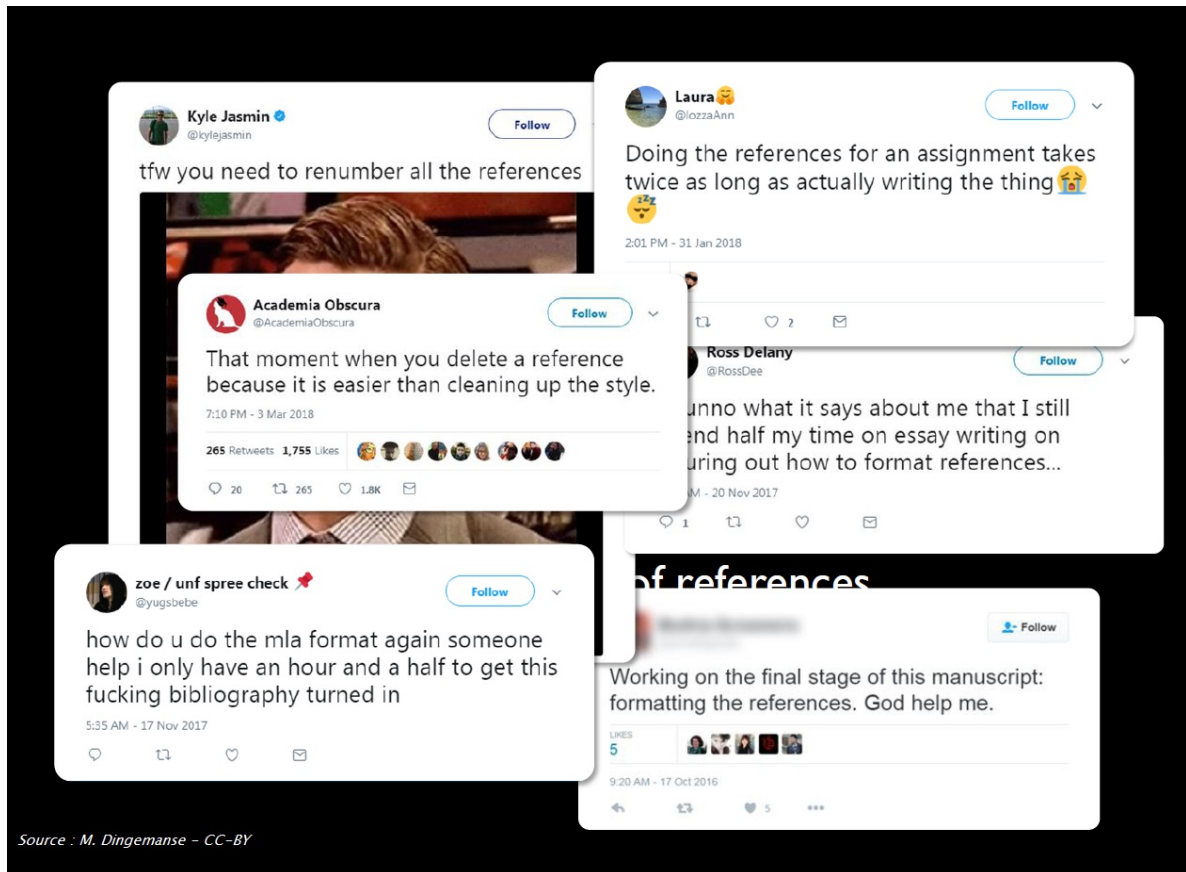 Kyle Jasmin
@kylejasmin
Follow
tfw you need to renumber all the references
Laura
@lozzaAnn
Follow
Doing the references for an assignment takes
twice as long as actually writing the thing
2:01 PM - 31 Jan 2018
2
Academia Obscura
@AcademiaObscura
Follow
That moment when you delete a reference
because it is easier than cleaning up the style.
7:10 PM - 3 Mar 2018
265 Retweets 1,755 Likes
20 265 1.8K
Ross Delany
@RossDee
Follow
unno what it says about me that I still
end half my time on essay writing on
uring out how to format references...
M - 20 Nov 2017
1
of references
zoe / unf spree check
@yugsbebe
Follow
how do u do the mla format again someone
help i only have an hour and a half to get this
fucking bibliography turned in
5:35 AM - 17 Nov 2017
Follow
Working on the final stage of this manuscript:
formatting the references. God help me.
LIKES
5
9:20 AM - 17 Oct 2016
5
Source : M. Dingemanse - CC-BY